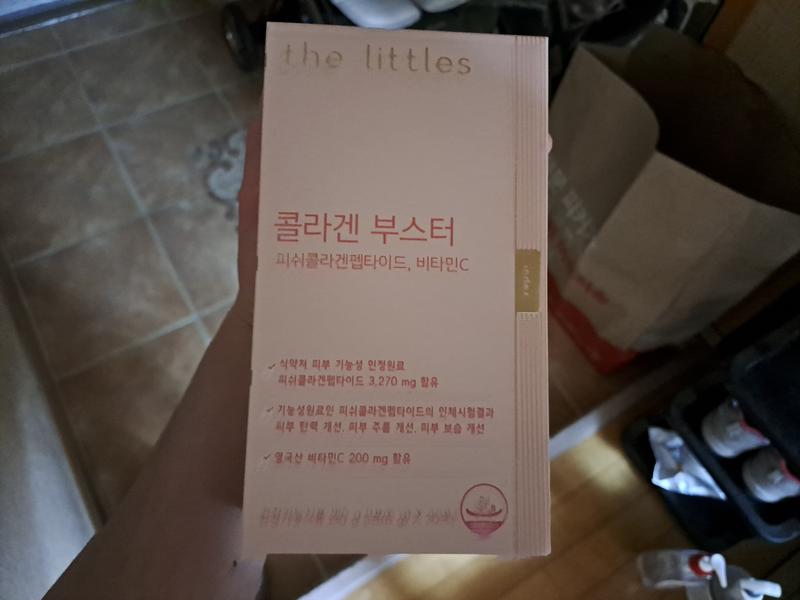 the littles
콜라겐 부스터
피쉬콜라겐펩타이드, 비타민C
식약처 피부 기능성 인정원료
피쉬콜라겐펩타이드 3,270 mg 함유
기능성원료인 피쉬콜라겐펩타이드의 인체시험결과
피부 탄력 개선, 피부 주름 개선, 피부 보습 개선
영국산 비타민C 200 mg 함유